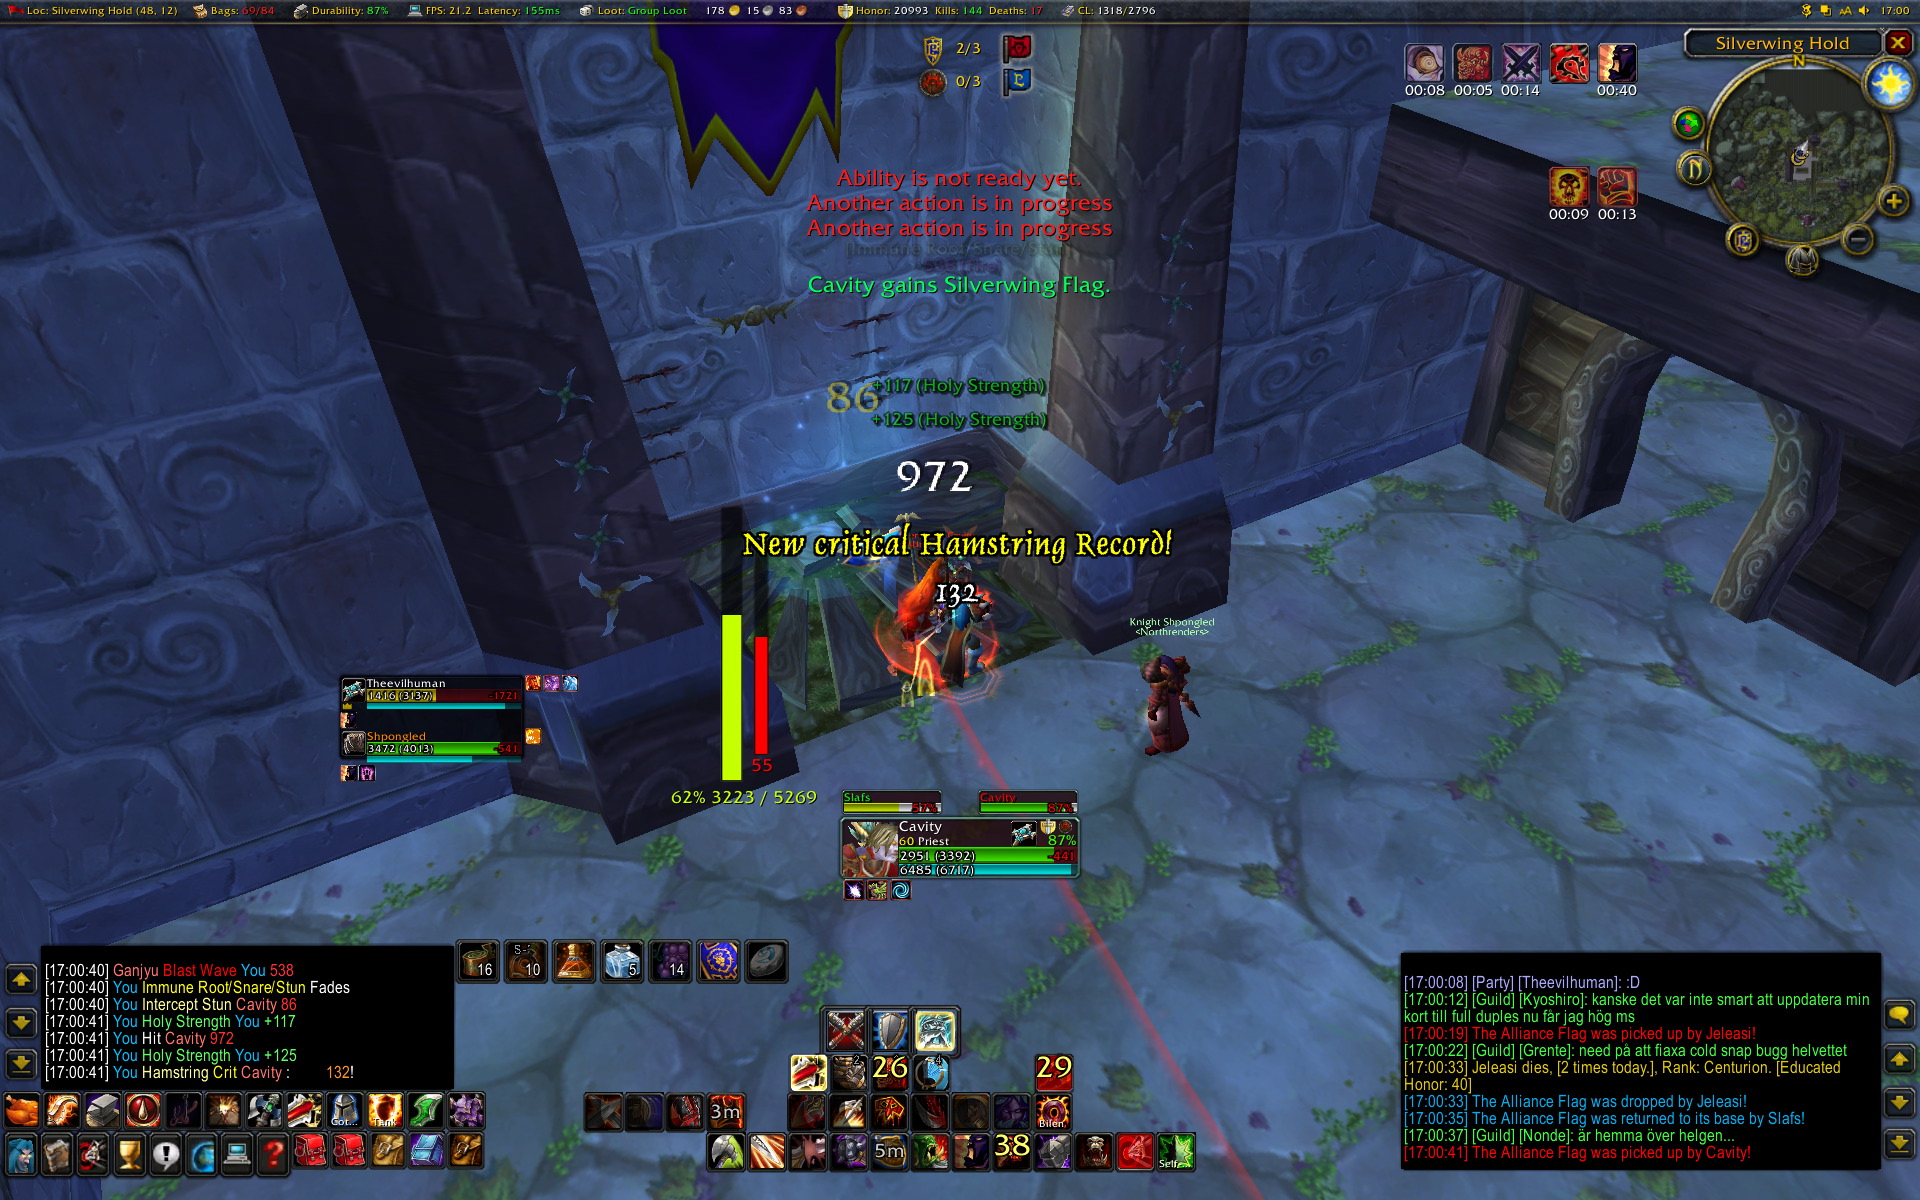 Loc: Silverwing Hold (48, 12) Bags: 69/84 Durability: 87% FPS: 21.2 Latency: 155ms Loot: Group Loot 178 15 83 Honor: 20993 Kills: 144 Deaths: 17 CL: 1318/2796 17:00
2/3
0/3
00:08 00:05 00:14 00:40
Silverwing Hold
N
00:09 00:13
Ability is not ready yet.
Another action is in progress
Another action is in progress
[Immune Root/Snare/Stun]
Cavity gains Silverwing Flag.
86
+117 (Holy Strength)
+125 (Holy Strength)
972
New critical Hamstring Record!
132
Knight Shpongled
<Northrenders>
Theevilhuman
1416 (3137) -1721
Shpongled
3472 (4013) -541
55
62% 3223 / 5269
Slafs 57%
Cavity 87%
Cavity
60 Priest 87%
2951 (3392) -441
6485 (6717)
[17:00:40] Ganjyu Blast Wave You 538
[17:00:40] You Immune Root/Snare/Stun Fades
[17:00:40] You Intercept Stun Cavity 86
[17:00:41] You Holy Strength You +117
[17:00:41] You Hit Cavity 972
[17:00:41] You Holy Strength You +125
[17:00:41] You Hamstring Crit Cavity : 132!
16 10 5 14
2 26 4 29
Got... Tank 3m Bilen
5m 38 Self
[17:00:08] [Party] [Theevilhuman]: :D
[17:00:12] [Guild] [Kyoshiro]: kanske det var inte smart att uppdatera min
kort till full duples nu får jag hög ms
[17:00:19] The Alliance Flag was picked up by Jeleasi!
[17:00:22] [Guild] [Grente]: need på att fiaxa cold snap bugg helvettet
[17:00:33] Jeleasi dies, [2 times today.], Rank: Centurion. [Educated
Honor: 40]
[17:00:33] The Alliance Flag was dropped by Jeleasi!
[17:00:35] The Alliance Flag was returned to its base by Slafs!
[17:00:37] [Guild] [Nonde]: är hemma över helgen...
[17:00:41] The Alliance Flag was picked up by Cavity!